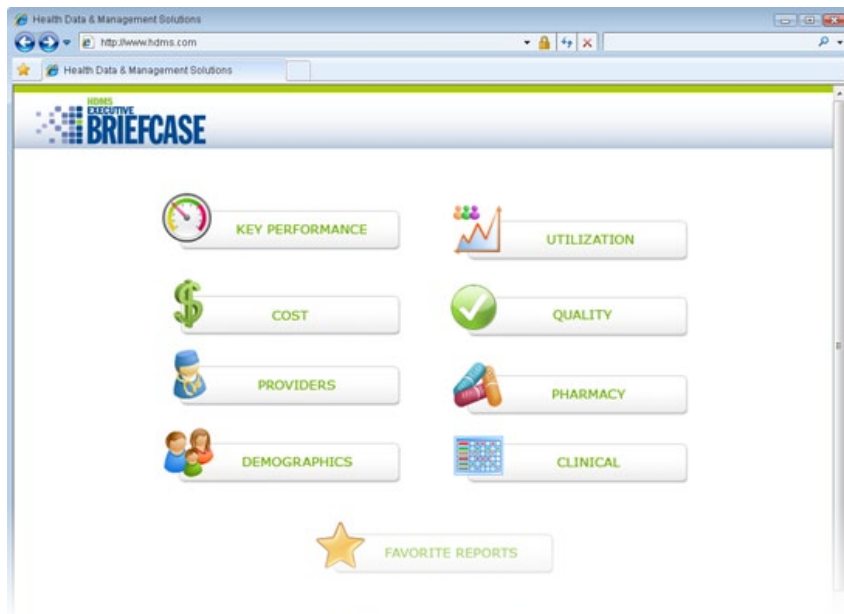 Health Data & Management Solutions
http://www.hdms.com
Health Data & Management Solutions
HDMS
EXECUTIVE
BRIEFCASE
KEY PERFORMANCE
UTILIZATION
COST
QUALITY
PROVIDERS
PHARMACY
DEMOGRAPHICS
CLINICAL
FAVORITE REPORTS